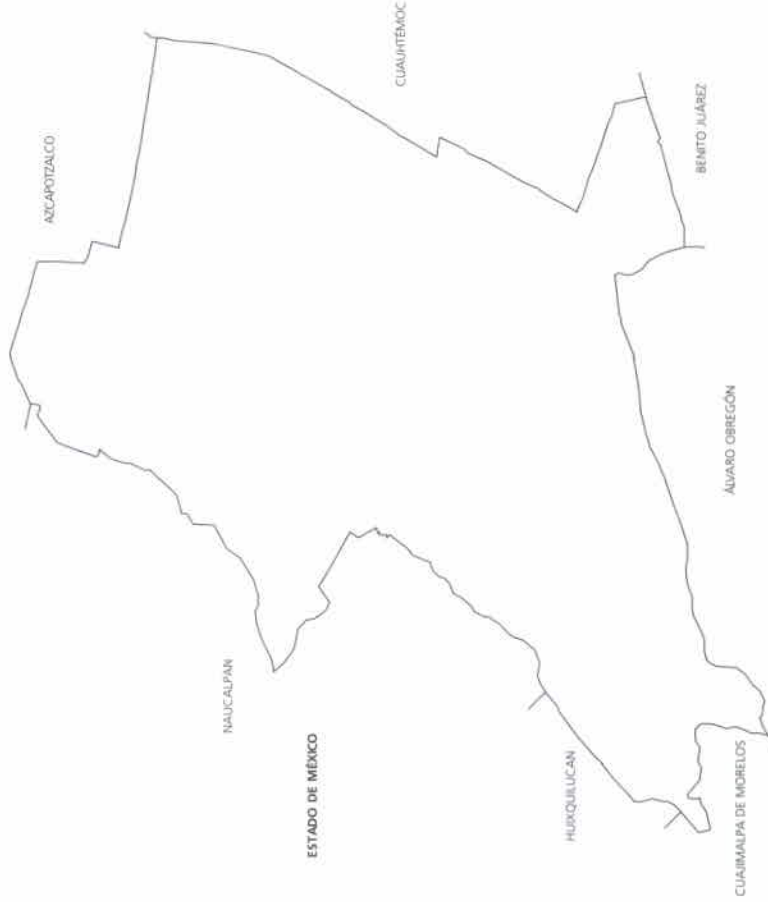 AZCAPOTZALCO
CUAUHTÉMOC
NAUCALPAN
ESTADO DE MÉXICO
BENITO JUÁREZ
HUIXQUILUCAN
ÁLVARO OBREGÓN
CUAJIMALPA DE MORELOS